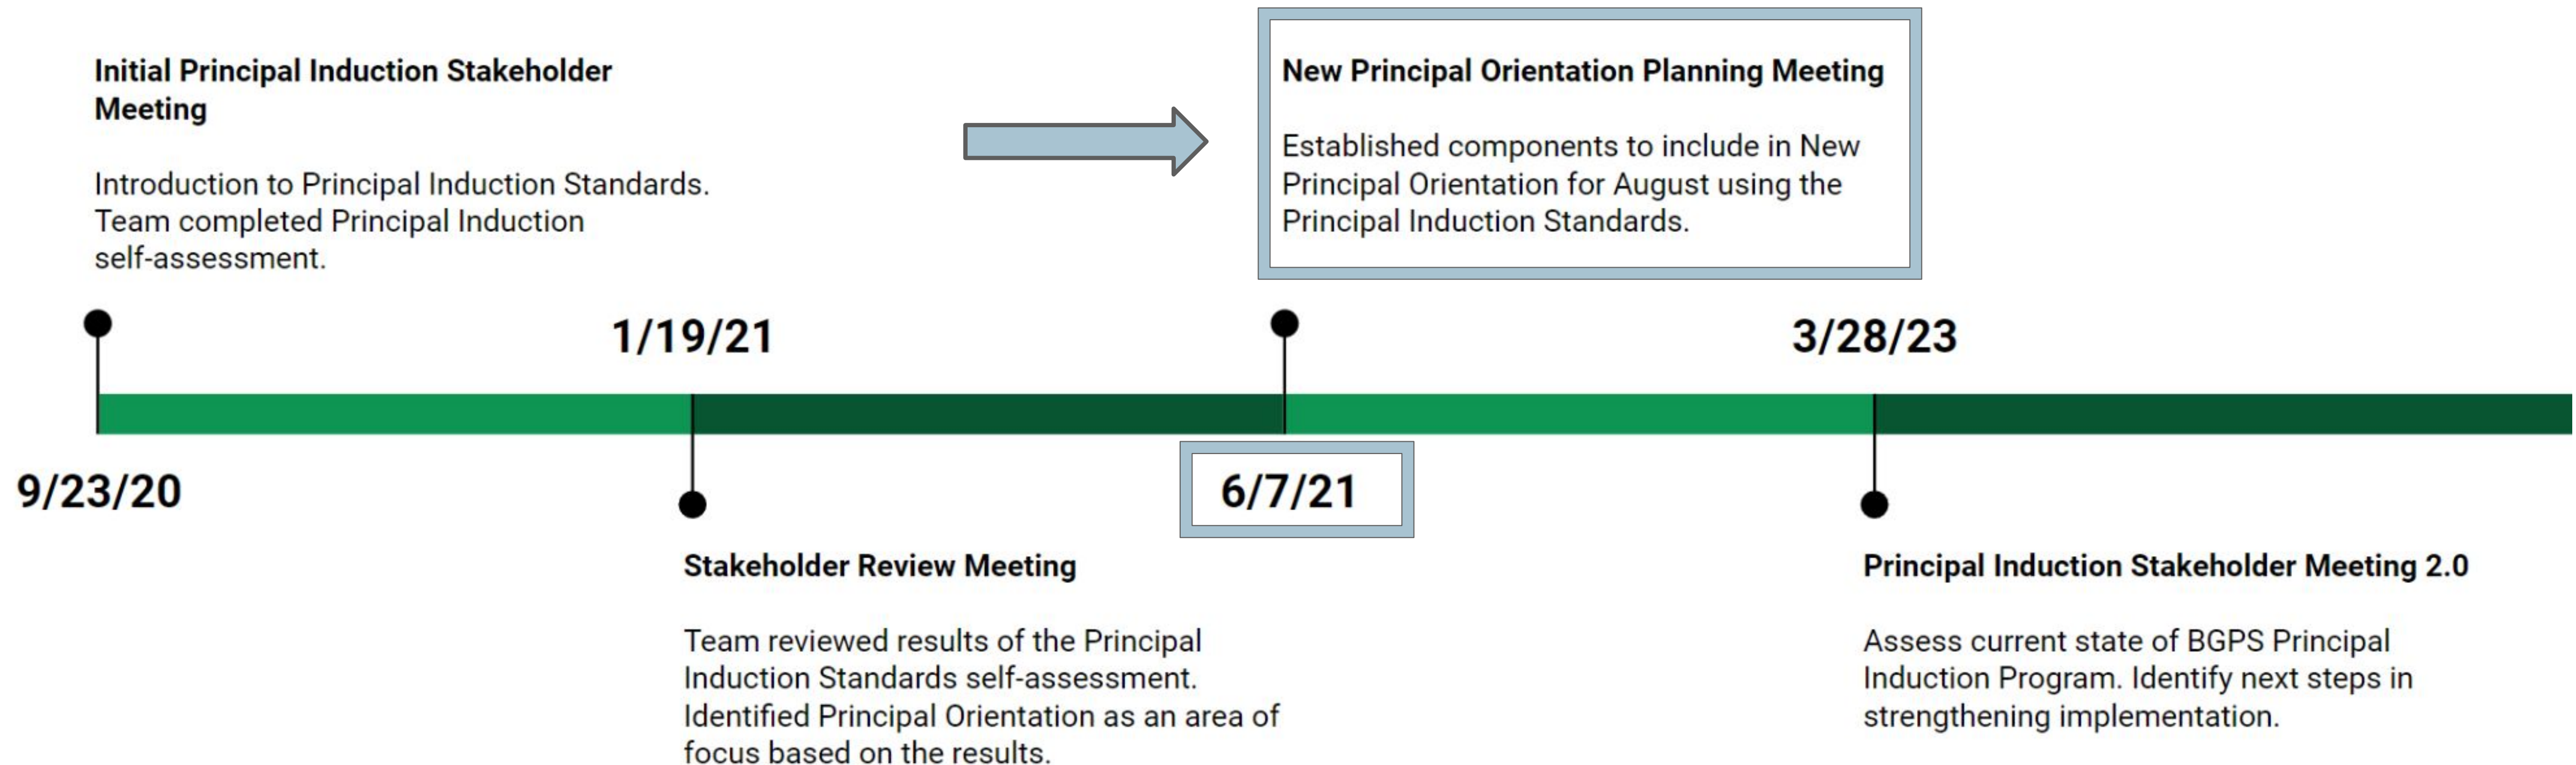 Initial Principal Induction Stakeholder
Meeting
Introduction to Principal Induction Standards.
Team completed Principal Induction
self-assessment.
9/23/20
1/19/21
Stakeholder Review Meeting
Team reviewed results of the Principal
Induction Standards self-assessment.
Identified Principal Orientation as an area of
focus based on the results.
New Principal Orientation Planning Meeting
Established components to include in New
Principal Orientation for August using the
Principal Induction Standards.
6/7/21
3/28/23
Principal Induction Stakeholder Meeting 2.0
Assess current state of BGPS Principal
Induction Program. Identify next steps in
strengthening implementation.